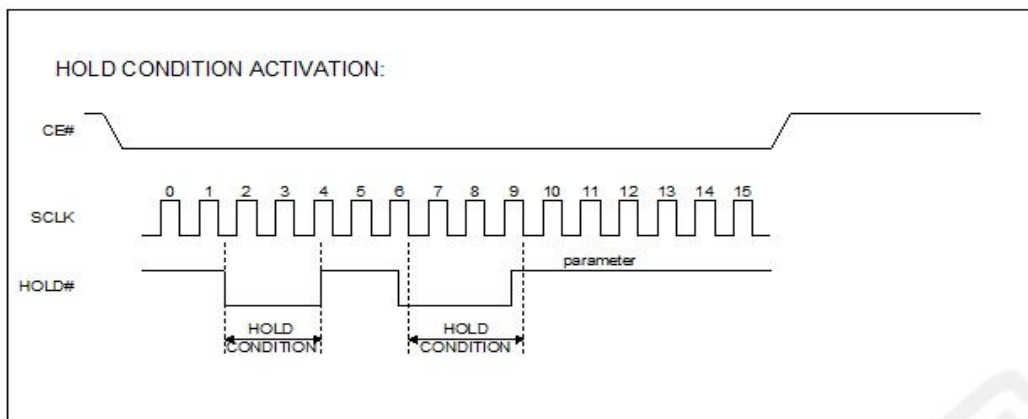 HOLD CONDITION ACTIVATION:
CE#
0 1 2 3 4 5 6 7 8 9 10 11 12 13 14 15
SCLK
parameter
HOLD#
HOLD CONDITION
HOLD CONDITION